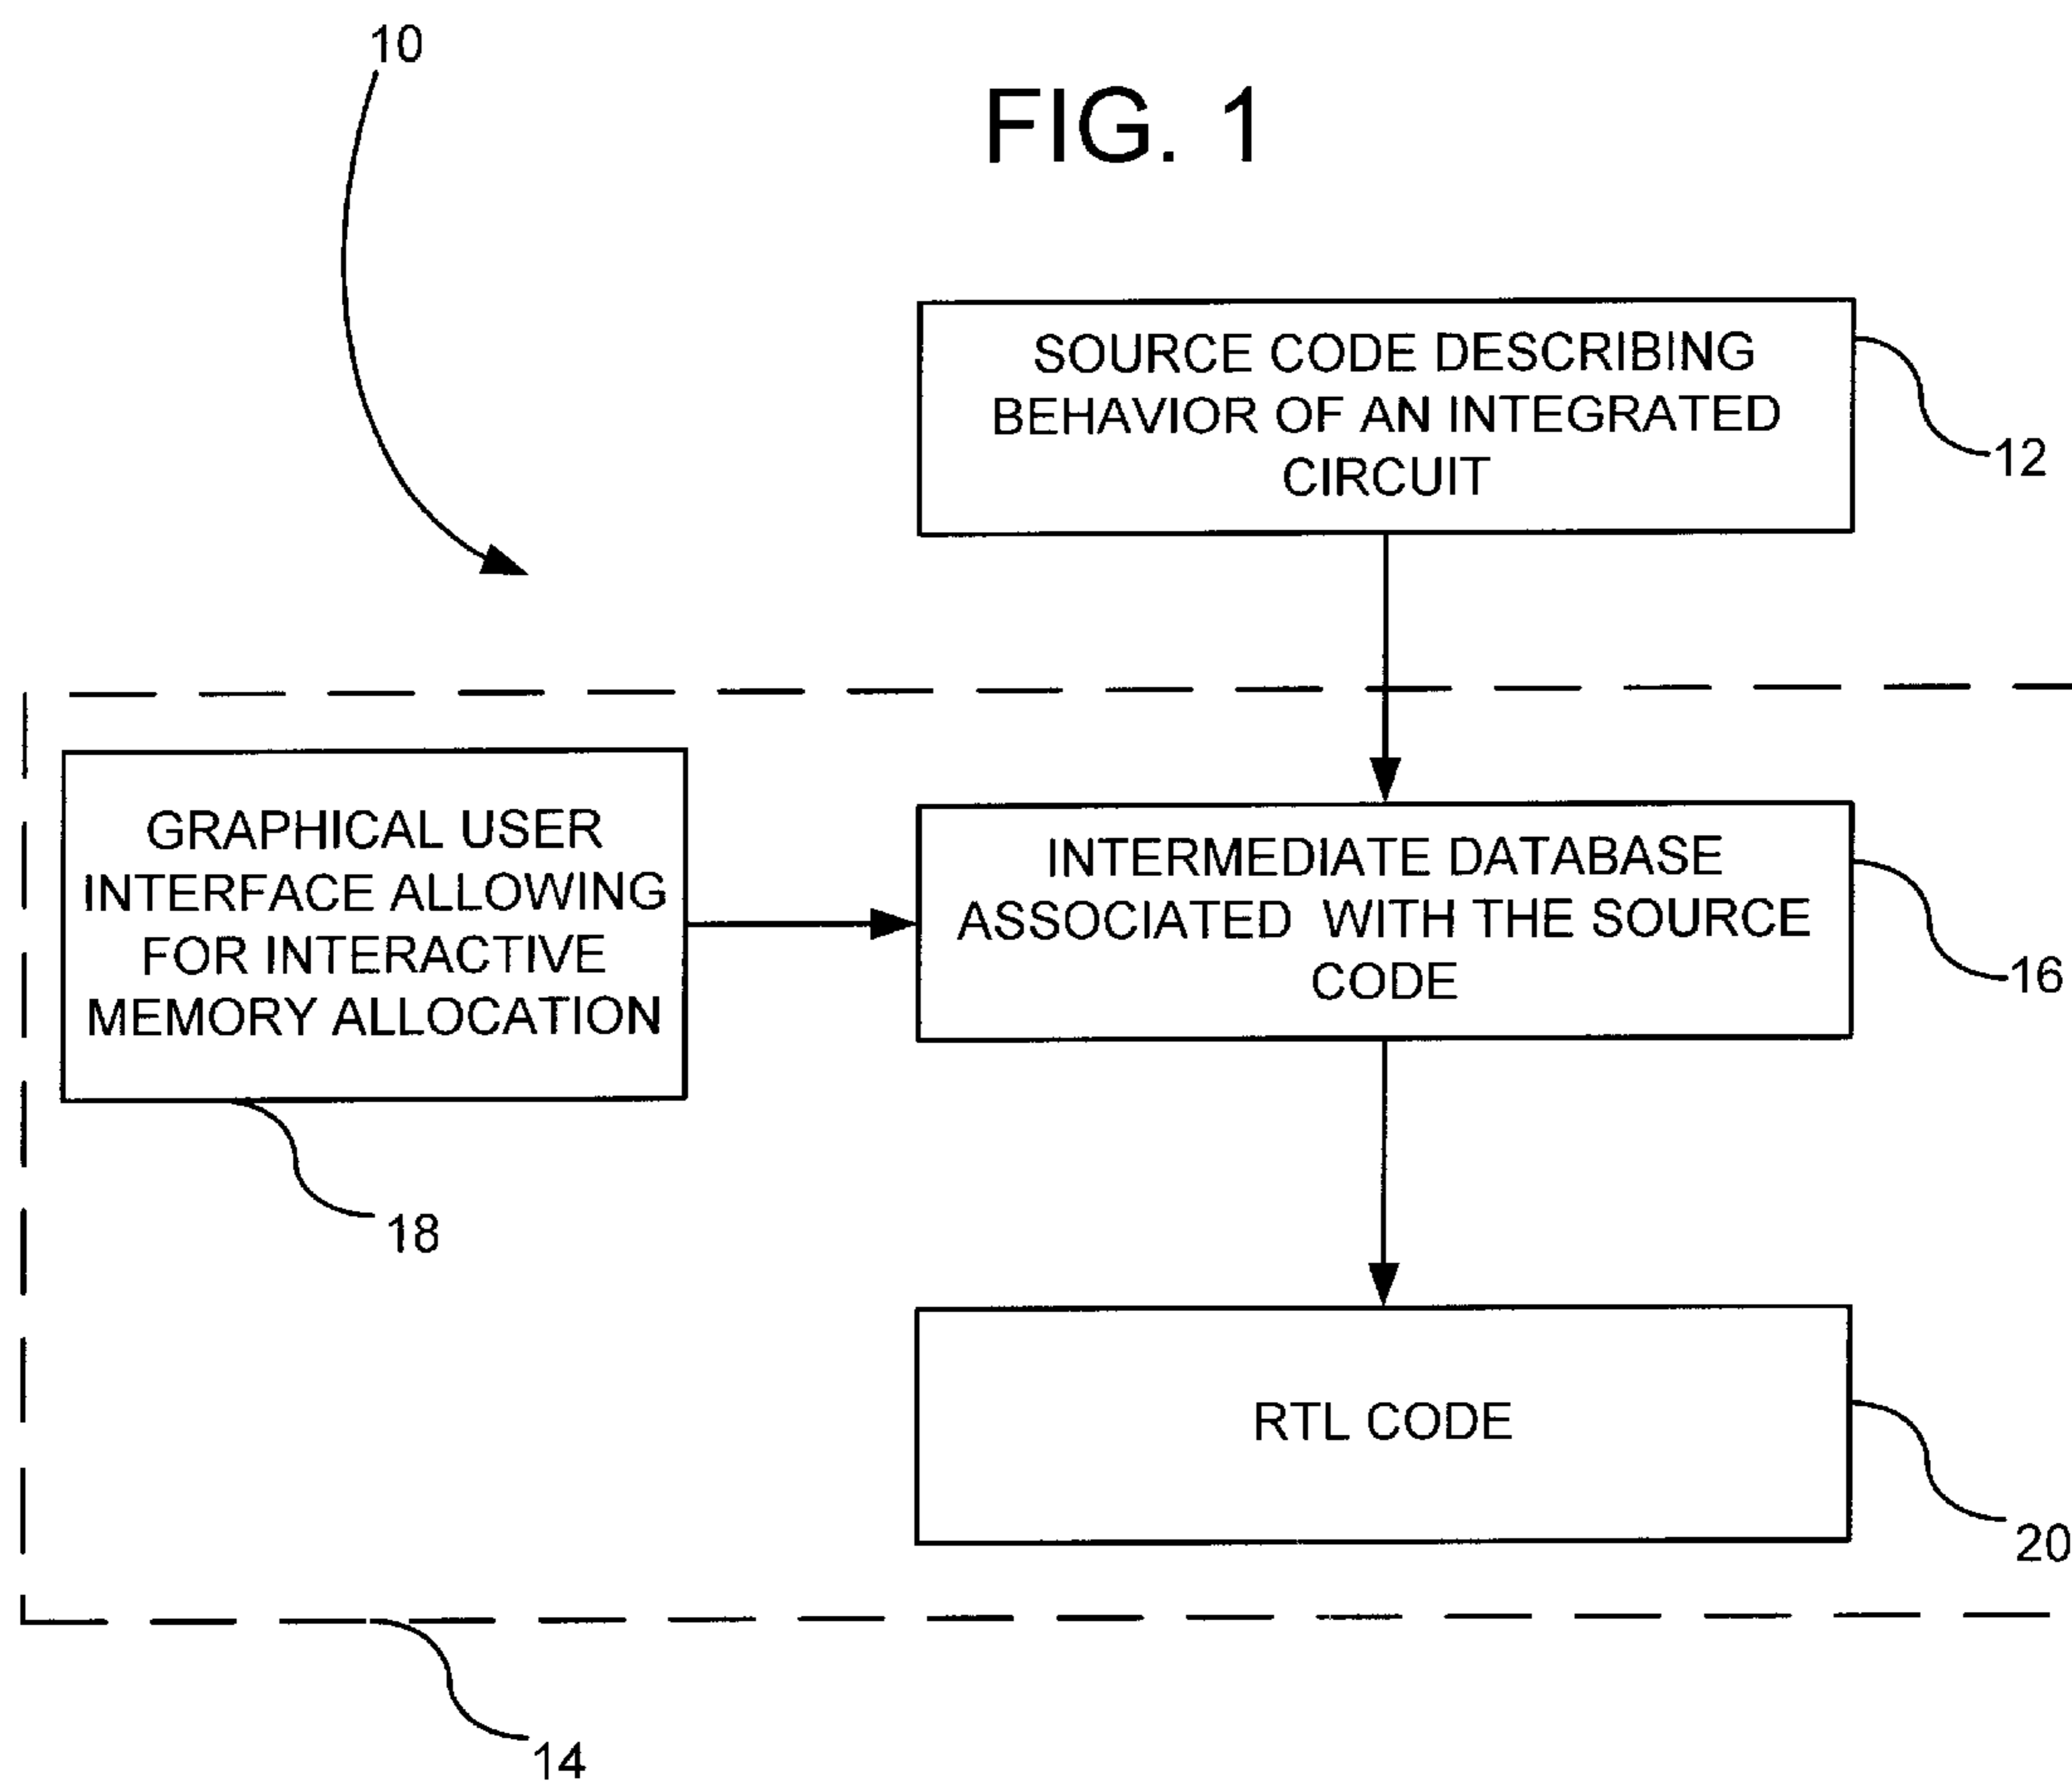 10
FIG. 1
SOURCE CODE DESCRIBING
BEHAVIOR OF AN INTEGRATED
CIRCUIT
12
GRAPHICAL USER
INTERFACE ALLOWING
FOR INTERACTIVE
MEMORY ALLOCATION
18
INTERMEDIATE DATABASE
ASSOCIATED WITH THE SOURCE
CODE
16
RTL CODE
20
14